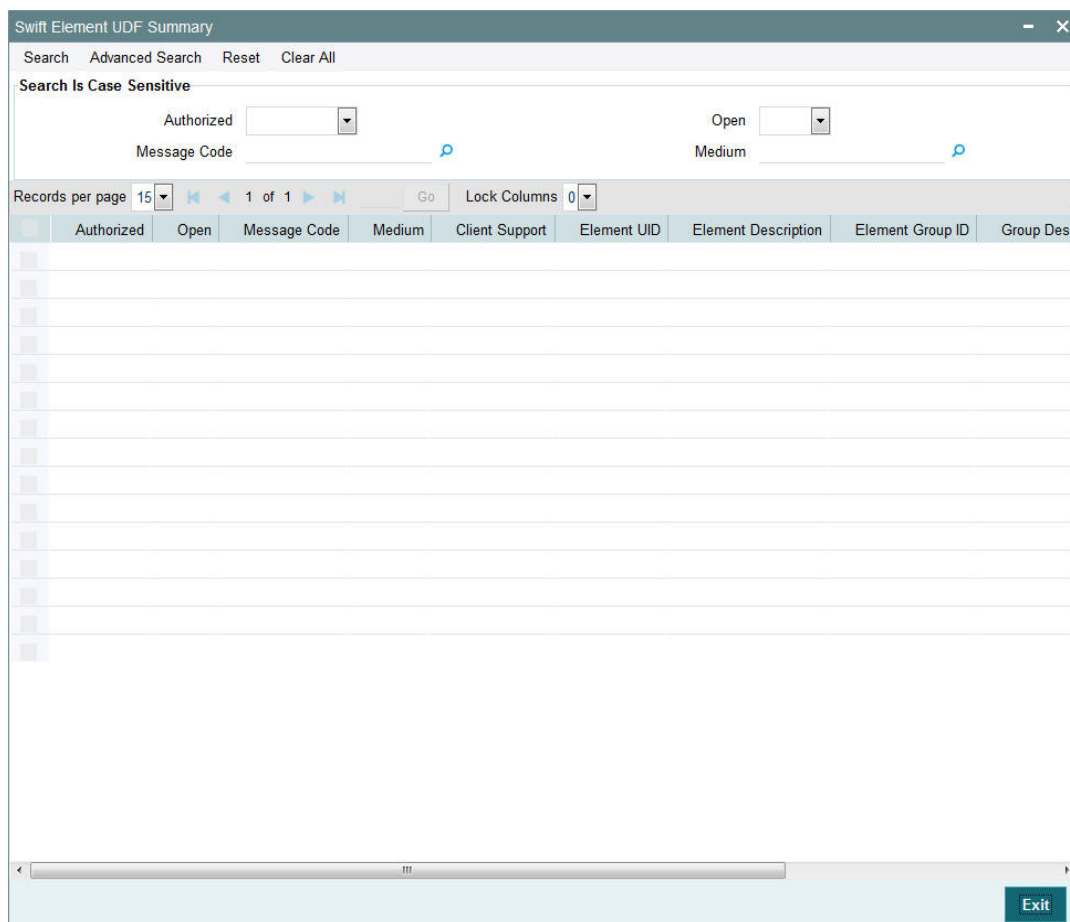 Swift Element UDF Summary
Search Advanced Search Reset Clear All
Search Is Case Sensitive
Authorized Open
Message Code Medium
Records per page 15 1 of 1 Go Lock Columns 0
Authorized Open Message Code Medium Client Support Element UID Element Description Element Group ID Group Des
Exit